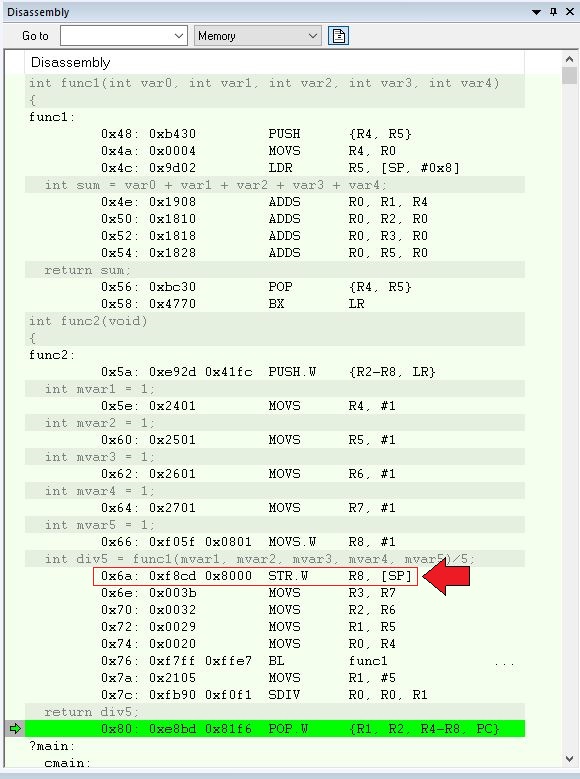 Disassembly
Go to Memory
Disassembly
int func1(int var0, int var1, int var2, int var3, int var4)
{
func1:
0x48: 0xb430 PUSH {R4, R5}
0x4a: 0x0004 MOVS R4, R0
0x4c: 0x9d02 LDR R5, [SP, #0x8]
int sum = var0 + var1 + var2 + var3 + var4;
0x4e: 0x1908 ADDS R0, R1, R4
0x50: 0x1810 ADDS R0, R2, R0
0x52: 0x1818 ADDS R0, R3, R0
0x54: 0x1828 ADDS R0, R5, R0
return sum;
0x56: 0xbc30 POP {R4, R5}
0x58: 0x4770 BX LR
int func2(void)
{
func2:
0x5a: 0xe92d 0x41fc PUSH.W {R2-R8, LR}
int mvar1 = 1;
0x5e: 0x2401 MOVS R4, #1
int mvar2 = 1;
0x60: 0x2501 MOVS R5, #1
int mvar3 = 1;
0x62: 0x2601 MOVS R6, #1
int mvar4 = 1;
0x64: 0x2701 MOVS R7, #1
int mvar5 = 1;
0x66: 0xf05f 0x0801 MOVS.W R8, #1
int div5 = func1(mvar1, mvar2, mvar3, mvar4, mvar5)/5;
0x6a: 0xf8cd 0x8000 STR.W R8, [SP]
0x6e: 0x003b MOVS R3, R7
0x70: 0x0032 MOVS R2, R6
0x72: 0x0029 MOVS R1, R5
0x74: 0x0020 MOVS R0, R4
0x76: 0xf7ff 0xffe7 BL func1 ...
0x7a: 0x2105 MOVS R1, #5
0x7c: 0xfb90 0xf0f1 SDIV R0, R0, R1
return div5;
0x80: 0xe8bd 0x81f6 POP.W {R1, R2, R4-R8, PC}
?main:
cmain: